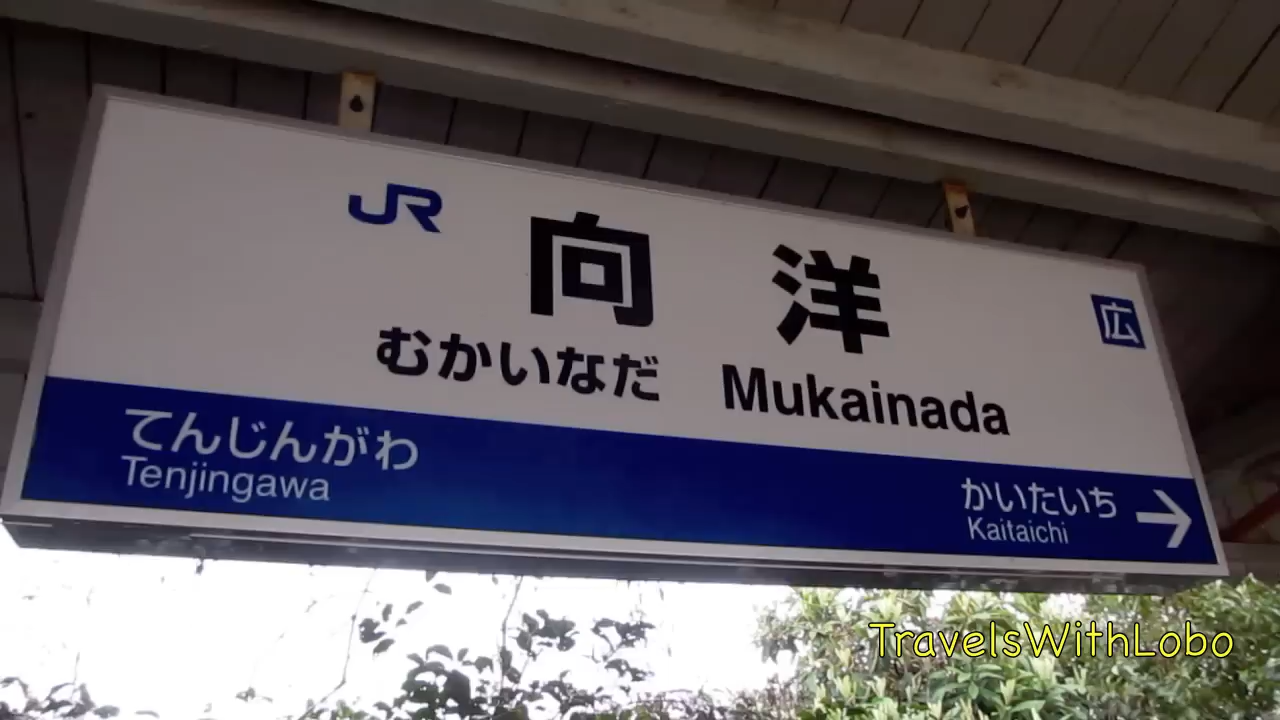 JR 向洋 広
むかいなだ Mukainada
てんじんがわ
Tenjingawa
かいたいち →
Kaitaichi
TravelsWithLobo